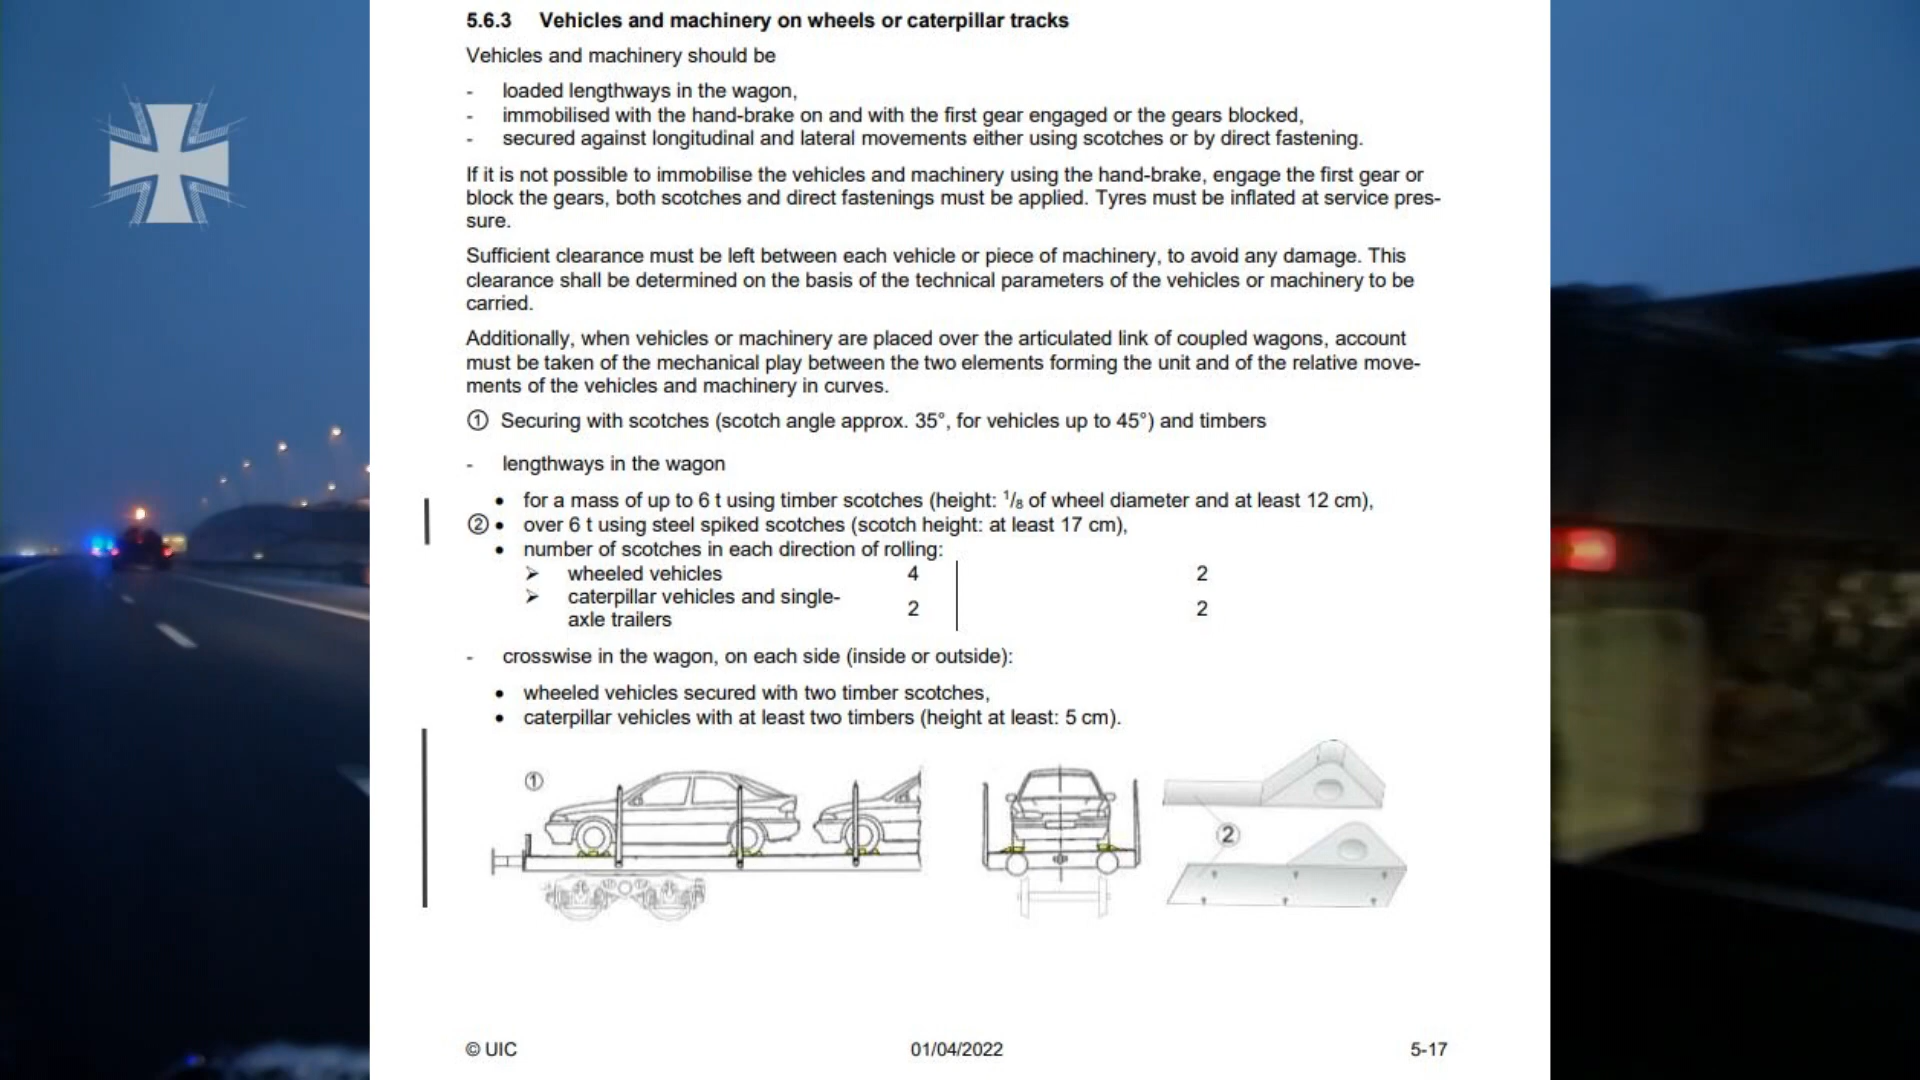 5.6.3 Vehicles and machinery on wheels or caterpillar tracks
Vehicles and machinery should be
- loaded lengthways in the wagon,
- immobilised with the hand-brake on and with the first gear engaged or the gears blocked,
- secured against longitudinal and lateral movements either using scotches or by direct fastening.
If it is not possible to immobilise the vehicles and machinery using the hand-brake, engage the first gear or
block the gears, both scotches and direct fastenings must be applied. Tyres must be inflated at service pres-
sure.
Sufficient clearance must be left between each vehicle or piece of machinery, to avoid any damage. This
clearance shall be determined on the basis of the technical parameters of the vehicles or machinery to be
carried.
Additionally, when vehicles or machinery are placed over the articulated link of coupled wagons, account
must be taken of the mechanical play between the two elements forming the unit and of the relative move-
ments of the vehicles and machinery in curves.
① Securing with scotches (scotch angle approx. 35°, for vehicles up to 45°) and timbers
- lengthways in the wagon
• for a mass of up to 6 t using timber scotches (height: 1/8 of wheel diameter and at least 12 cm),
② • over 6 t using steel spiked scotches (scotch height: at least 17 cm),
• number of scotches in each direction of rolling:
➢ wheeled vehicles 4 2
➢ caterpillar vehicles and single-
axle trailers 2 2
- crosswise in the wagon, on each side (inside or outside):
• wheeled vehicles secured with two timber scotches,
• caterpillar vehicles with at least two timbers (height at least: 5 cm).
①
②
© UIC 01/04/2022 5-17